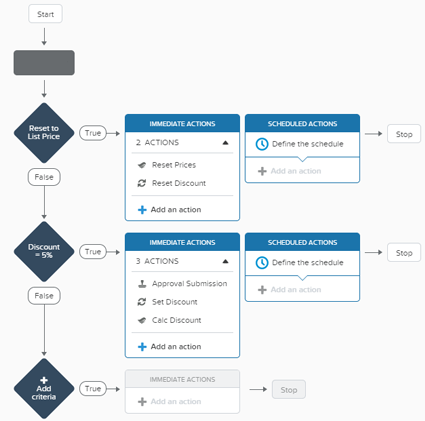 Start
Reset to
List Price
True
IMMEDIATE ACTIONS
2 ACTIONS
Reset Prices
Reset Discount
Add an action
SCHEDULED ACTIONS
Define the schedule
Add an action
Stop
False
Discount
= 5%
True
IMMEDIATE ACTIONS
3 ACTIONS
Approval Submission
Set Discount
Calc Discount
Add an action
SCHEDULED ACTIONS
Define the schedule
Add an action
Stop
False
Add
criteria
True
IMMEDIATE ACTIONS
Add an action
Stop